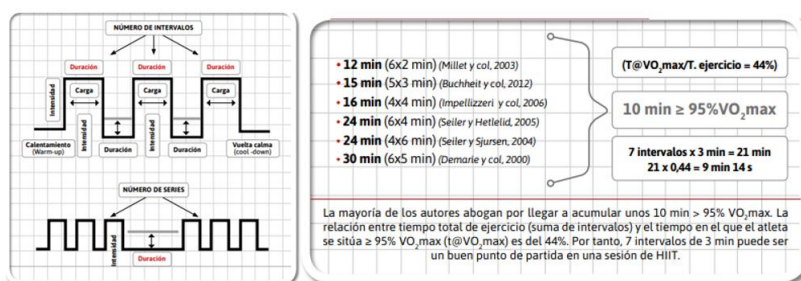 NÚMERO DE INTERVALOS
Duración
Duración
Duración
Intensidad
Carga
Carga
Carga
Calentamiento
(Warm-up)
Intensidad
Duración
Intensidad
Duración
Vuelta calma
(cool -down)
NÚMERO DE SERIES
Intensidad
Duración
• 12 min (6x2 min) (Millet y col, 2003)
• 15 min (5x3 min) (Buchheit y col, 2012)
• 16 min (4x4 min) (Impellizzeri y col, 2006)
• 24 min (6x4 min) (Seiler y Hetlelid, 2005)
• 24 min (4x6 min) (Seiler y Sjursen, 2004)
• 30 min (6x5 min) (Demarie y col, 2000)
(T@VO₂max/T. ejercicio = 44%)
10 min ≥ 95%VO₂max
7 intervalos x 3 min = 21 min
21 x 0,44 = 9 min 14 s
La mayoría de los autores abogan por llegar a acumular unos 10 min > 95% VO₂max. La
relación entre tiempo total de ejercicio (suma de intervalos) y el tiempo en el que el atleta
se sitúa ≥ 95% VO₂max (t@VO₂max) es del 44%. Por tanto, 7 intervalos de 3 min puede ser
un buen punto de partida en una sesión de HIIT.